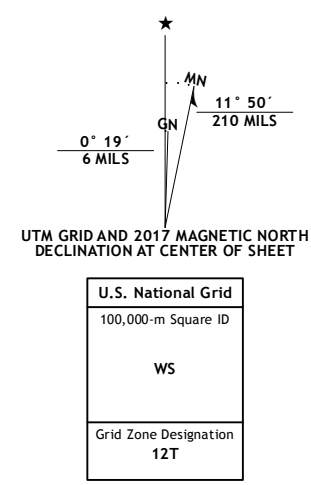 ★
MN
11° 50´
210 MILS
GN
0° 19´
6 MILS
UTM GRID AND 2017 MAGNETIC NORTH
DECLINATION AT CENTER OF SHEET
U.S. National Grid
100,000-m Square ID
WS
Grid Zone Designation
12T